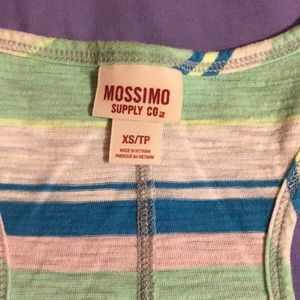 MOSSIMO
SUPPLY CO.
XS/TP
MADE IN VIETNAM
FABRIQUÉ AU VIETNAM